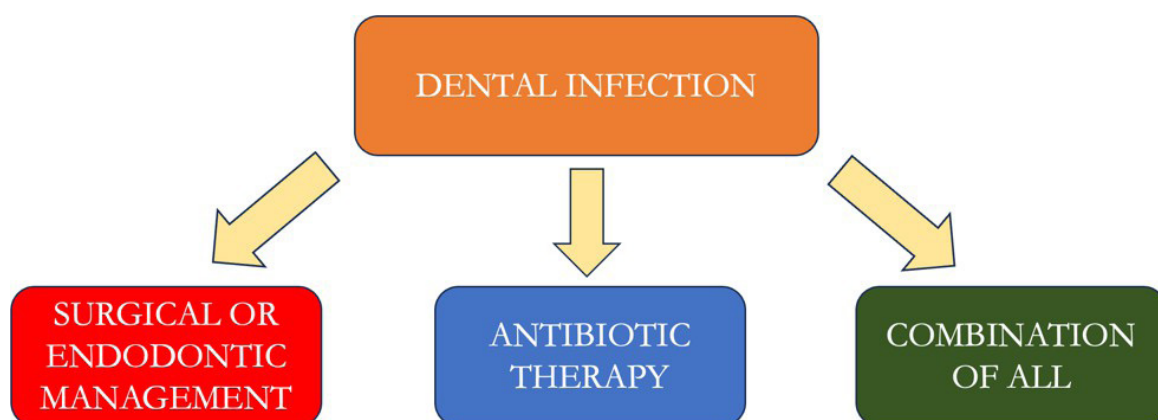 DENTAL INFECTION
SURGICAL OR
ENDODONTIC
MANAGEMENT
ANTIBIOTIC
THERAPY
COMBINATION
OF ALL